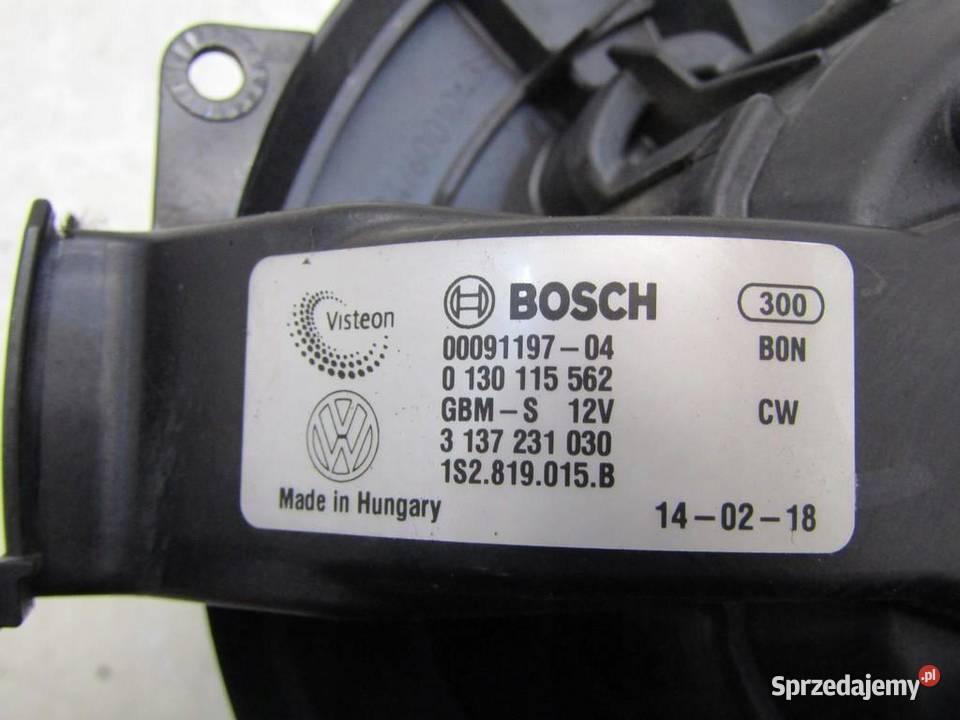 Visteon
BOSCH
300
00091197-04
BON
0 130 115 562
GBM-S 12V
CW
3 137 231 030
1S2.819.015.B
Made in Hungary
14-02-18
Sprzedajemy.pl